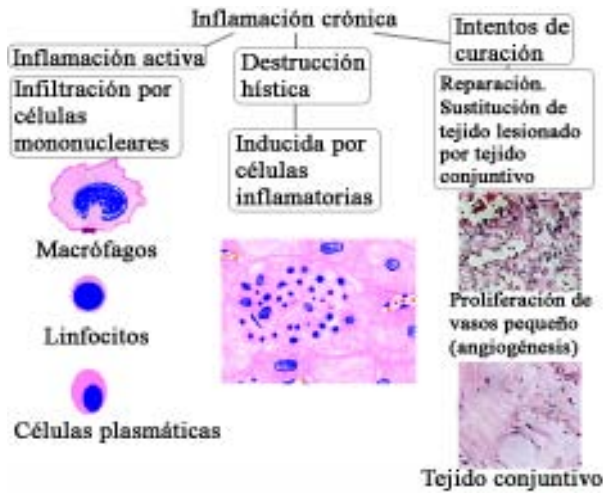 Inflamación crónica
Inflamación activa
Infiltración por
células
mononucleares
Macrófagos
Linfocitos
Células plasmáticas
Destrucción
hística
Inducida por
células
inflamatorias
Intentos de
curación
Reparación.
Sustitución de
tejido lesionado
por tejido
conjuntivo
Proliferación de
vasos pequeño
(angiogénesis)
Tejido conjuntivo